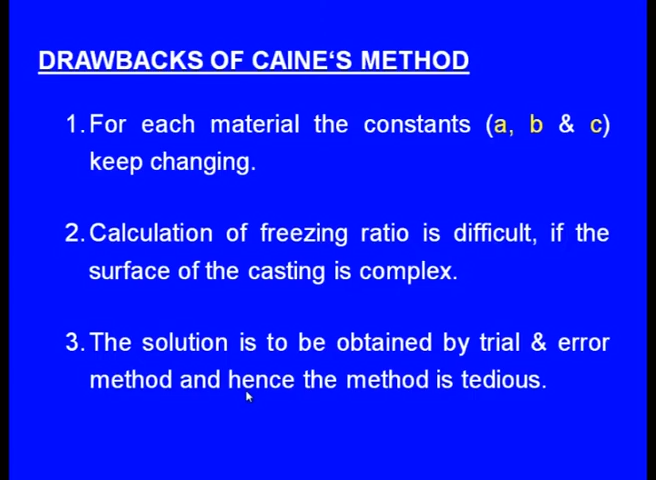 DRAWBACKS OF CAINE‘S METHOD
1. For each material the constants (a, b & c)
keep changing.
2. Calculation of freezing ratio is difficult, if the
surface of the casting is complex.
3. The solution is to be obtained by trial & error
method and hence the method is tedious.